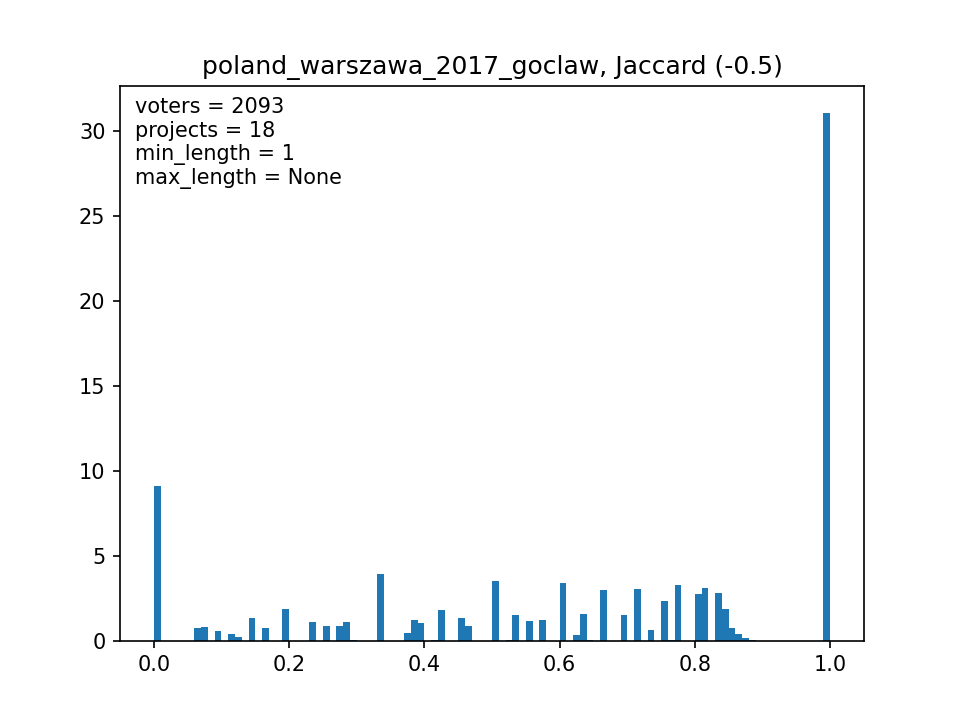 poland_warszawa_2017_goclaw, Jaccard (-0.5)
voters = 2093
projects = 18
min_length = 1
max_length = None
30
25
20
15
10
5
0
0.0 0.2 0.4 0.6 0.8 1.0